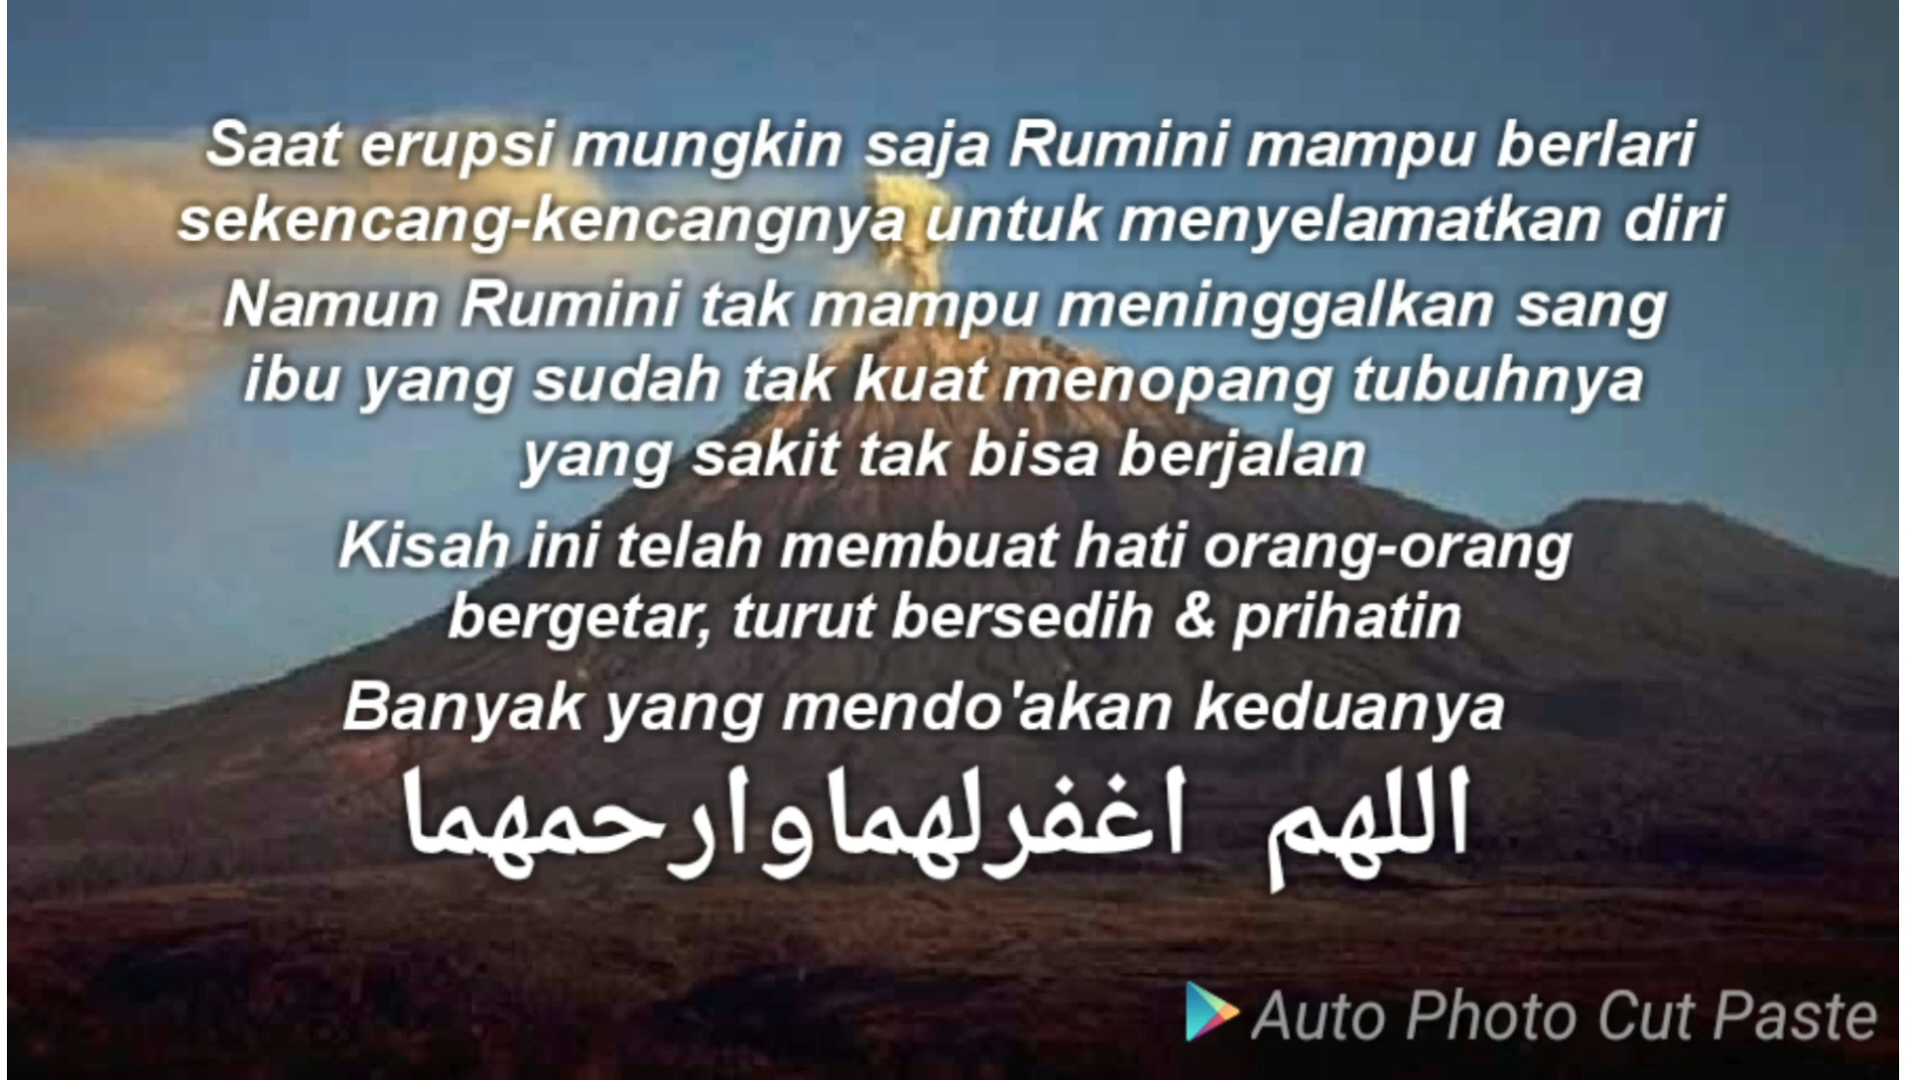 Saat erupsi mungkin saja Rumini mampu berlari
sekencang-kencangnya untuk menyelamatkan diri
Namun Rumini tak mampu meninggalkan sang
ibu yang sudah tak kuat menopang tubuhnya
yang sakit tak bisa berjalan
Kisah ini telah membuat hati orang-orang
bergetar, turut bersedih & prihatin
Banyak yang mendo'akan keduanya
اللهم اغفرلهماوارحمهما
Auto Photo Cut Paste